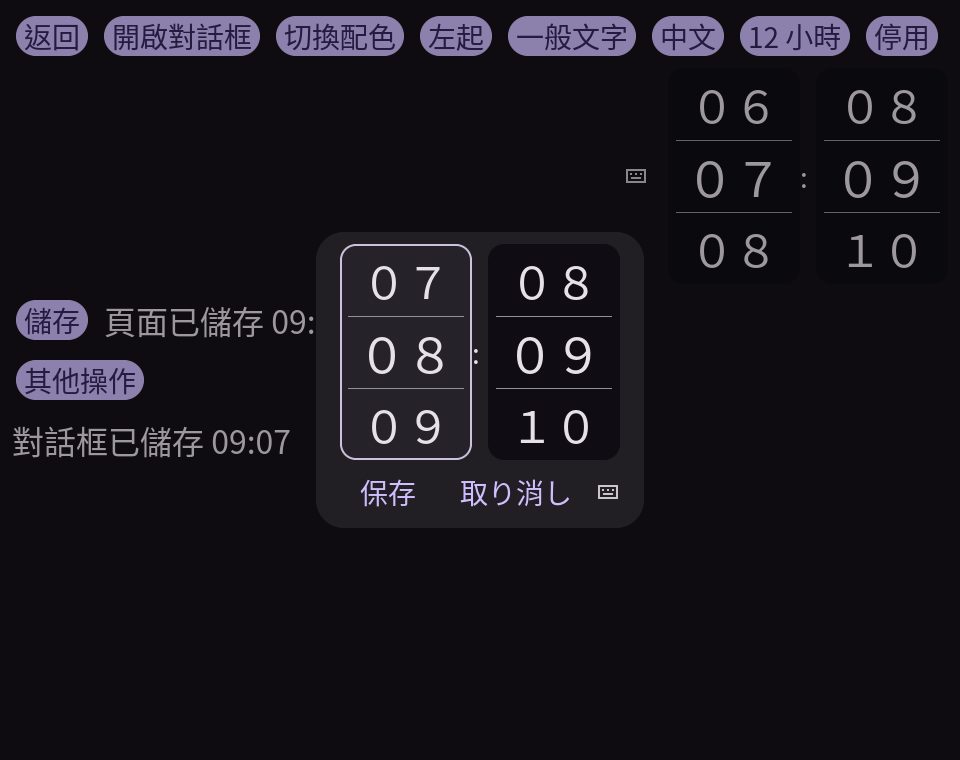 返回 開啟對話框 切換配色 左起 一般文字 中文 12 小時 停用
０６ ０８
０７ : ０９
０８ １０
儲存 頁面已儲存 09:
其他操作
對話框已儲存 09:07
０７ ０８
０８ : ０９
０９ １０
保存 取り消し